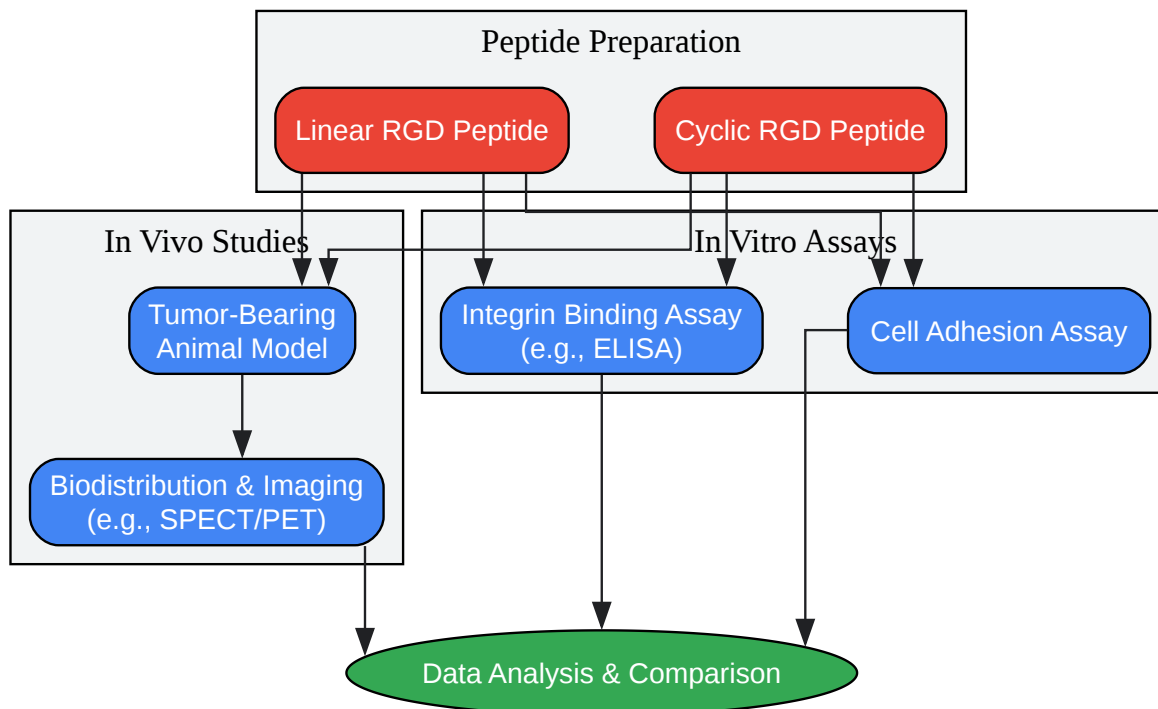 Peptide Preparation
Linear RGD Peptide
Cyclic RGD Peptide
In Vivo Studies
In Vitro Assays
Tumor-Bearing
Animal Model
Integrin Binding Assay
(e.g., ELISA)
Cell Adhesion Assay
Biodistribution & Imaging
(e.g., SPECT/PET)
Data Analysis & Comparison